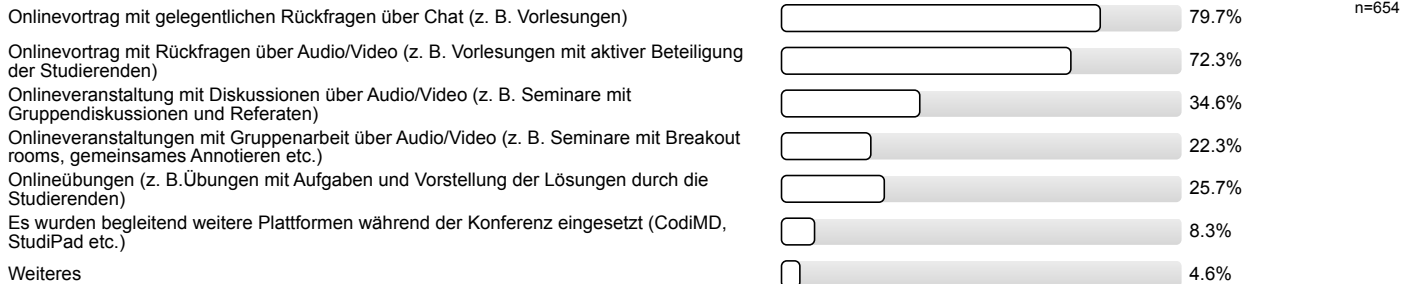 Onlinevortrag mit gelegentlichen Rückfragen über Chat (z. B. Vorlesungen) 79.7% n=654
Onlinevortrag mit Rückfragen über Audio/Video (z. B. Vorlesungen mit aktiver Beteiligung
der Studierenden) 72.3%
Onlineveranstaltung mit Diskussionen über Audio/Video (z. B. Seminare mit
Gruppendiskussionen und Referaten) 34.6%
Onlineveranstaltungen mit Gruppenarbeit über Audio/Video (z. B. Seminare mit Breakout
rooms, gemeinsames Annotieren etc.) 22.3%
Onlineübungen (z. B.Übungen mit Aufgaben und Vorstellung der Lösungen durch die
Studierenden) 25.7%
Es wurden begleitend weitere Plattformen während der Konferenz eingesetzt (CodiMD,
StudiPad etc.) 8.3%
Weiteres 4.6%